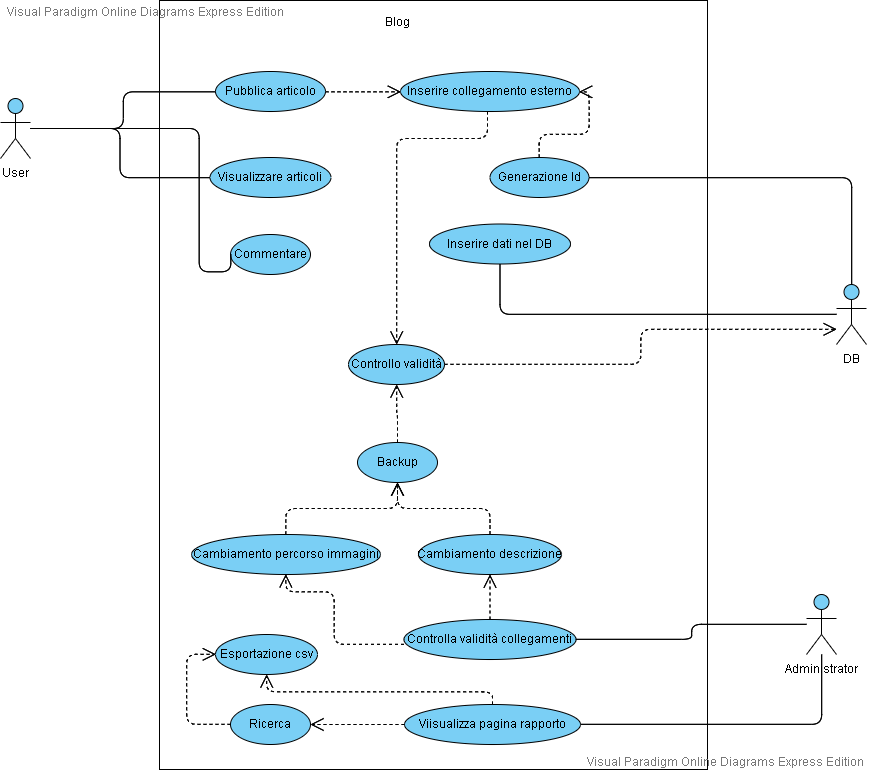 Visual Paradigm Online Diagrams Express Edition
Blog
Pubblica articolo
Inserire collegamento esterno
User
Visualizzare articoli
Generazione Id
Commentare
Inserire dati nel DB
DB
Controllo validità
Backup
Cambiamento percorso immagini
Cambiamento descrizione
Controlla validità collegamenti
Administrator
Esportazione csv
Ricerca
Viisualizza pagina rapporto
Visual Paradigm Online Diagrams Express Edition